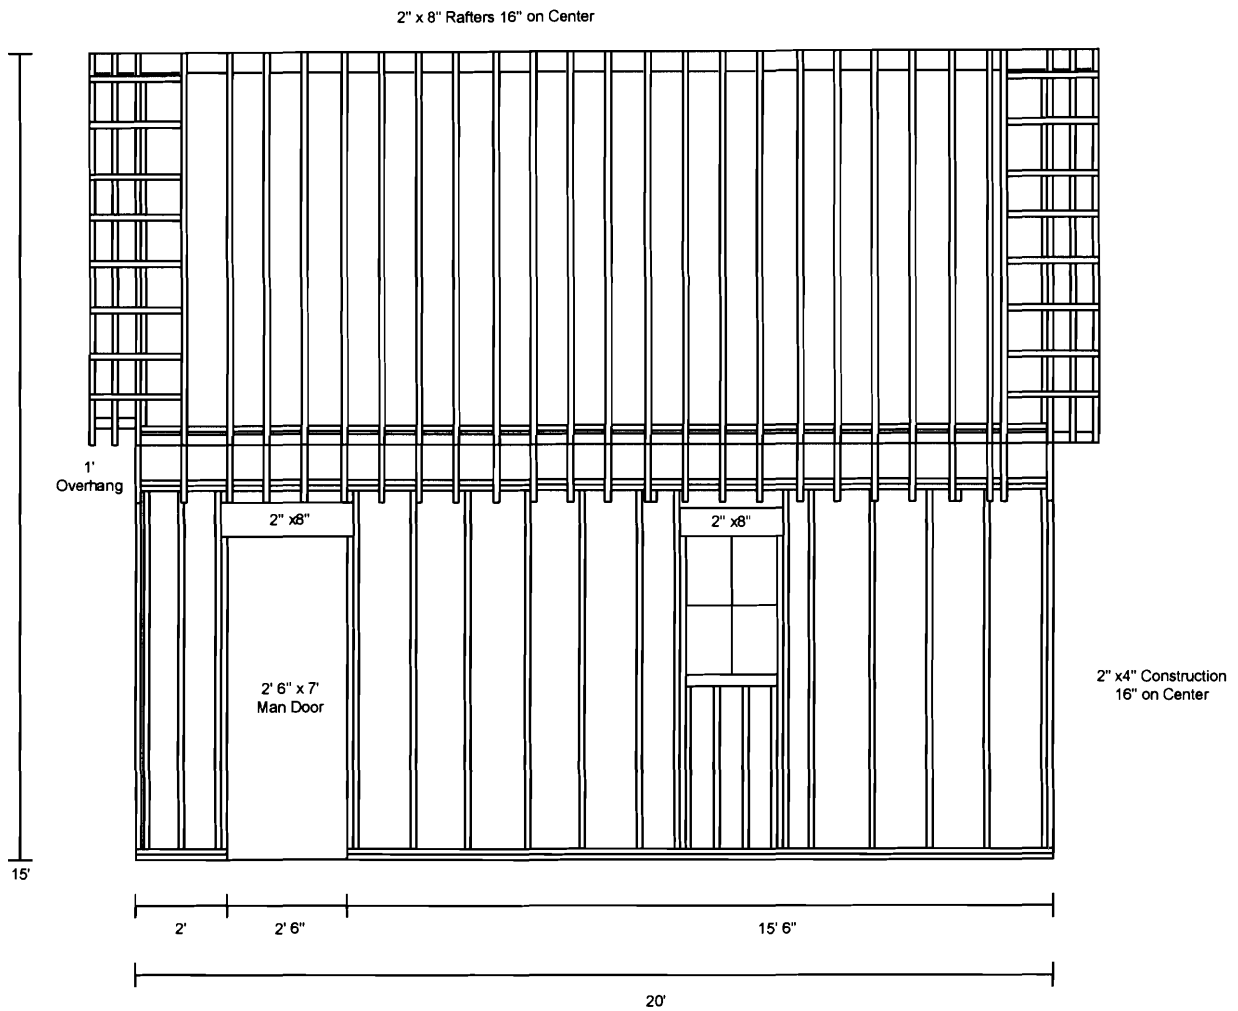 2" x 8" Rafters 16" on Center
1'
Overhang
2" x8"
2" x8"
2' 6" x 7'
Man Door
2" x4" Construction
16" on Center
15'
2'
2' 6"
15' 6"
20'